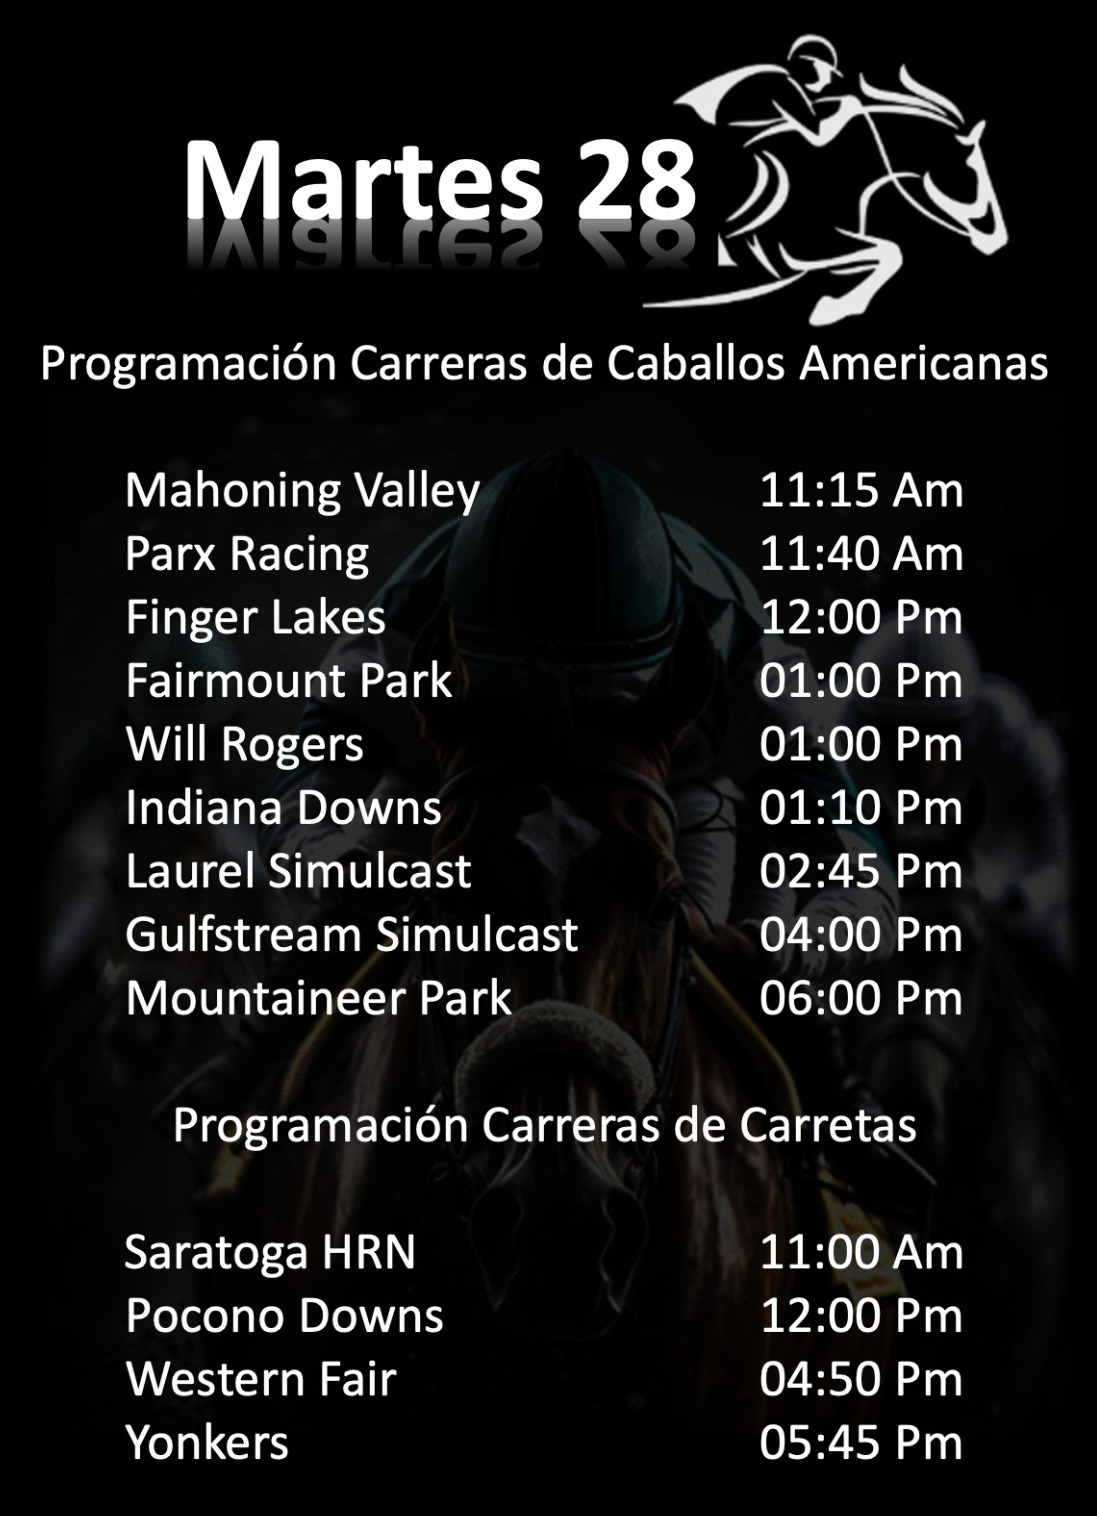 Martes 28
Programación Carreras de Caballos Americanas
Mahoning Valley 11:15 Am
Parx Racing 11:40 Am
Finger Lakes 12:00 Pm
Fairmount Park 01:00 Pm
Will Rogers 01:00 Pm
Indiana Downs 01:10 Pm
Laurel Simulcast 02:45 Pm
Gulfstream Simulcast 04:00 Pm
Mountaineer Park 06:00 Pm
Programación Carreras de Carretas
Saratoga HRN 11:00 Am
Pocono Downs 12:00 Pm
Western Fair 04:50 Pm
Yonkers 05:45 Pm